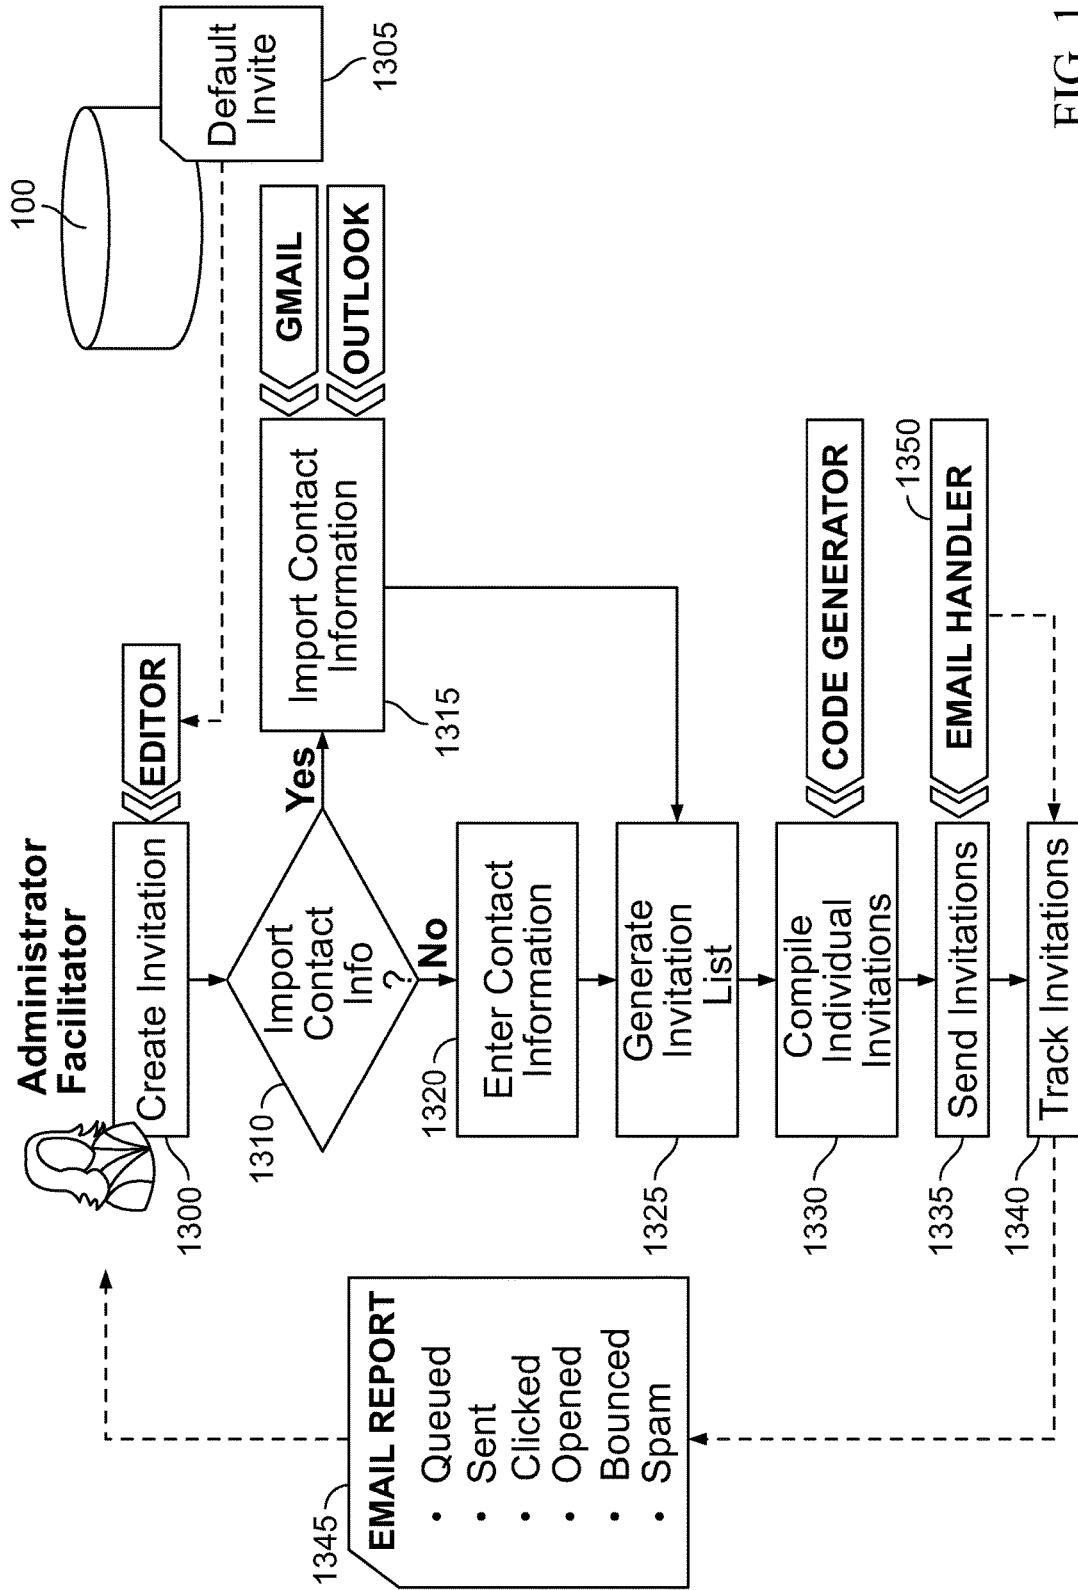 Administrator
Facilitator
100
Default
Invite
1305
1300
Create Invitation
EDITOR
1310
Import
Contact
Info
?
Yes
No
Import Contact
Information
1315
GMAIL
OUTLOOK
1320
Enter Contact
Information
Generate
Invitation
List
1325
Compile
Individual
Invitations
1330
CODE GENERATOR
Send Invitations
1335
EMAIL HANDLER
1350
Track Invitations
1340
1345
EMAIL REPORT
• Queued
• Sent
• Clicked
• Opened
• Bounced
• Spam
FIG. 1